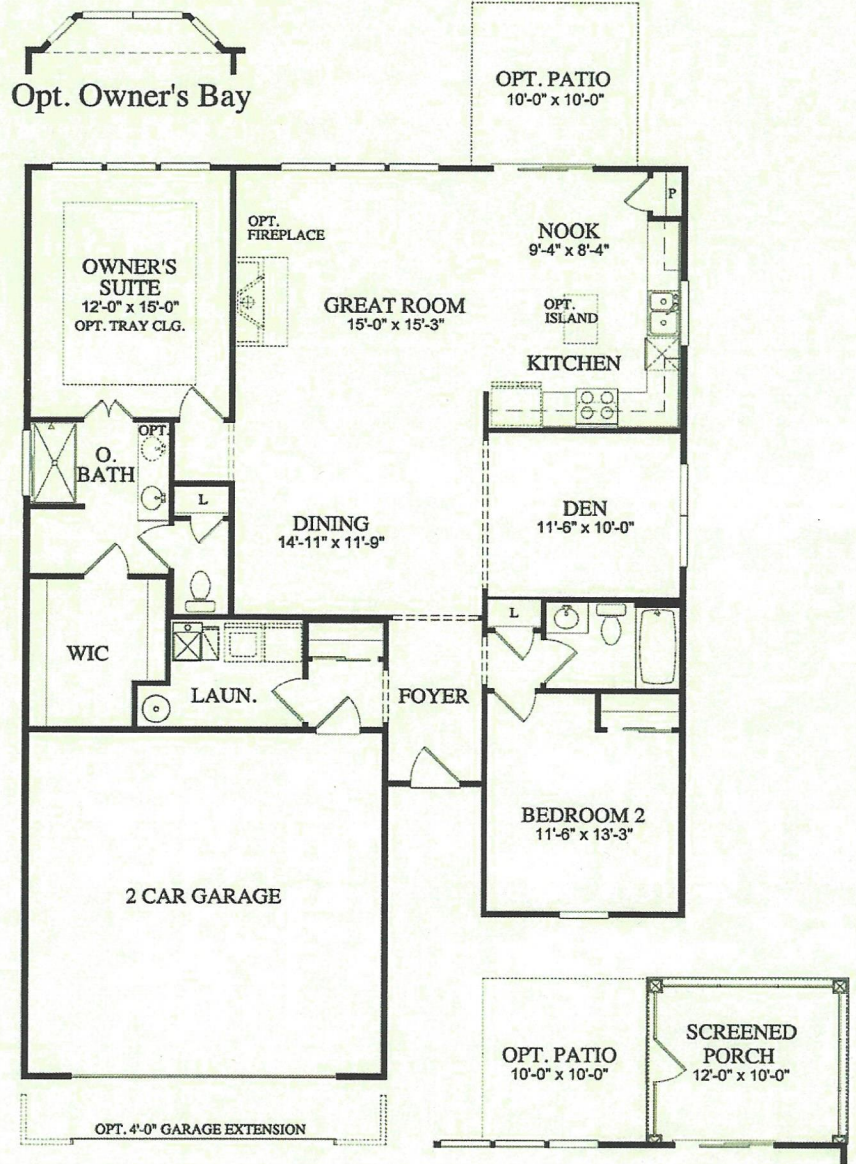 Opt. Owner's Bay
OPT. PATIO
10'-0" x 10'-0"
OPT.
FIREPLACE
P
NOOK
9'-4" x 8'-4"
OWNER'S
SUITE
12'-0" x 15'-0"
OPT. TRAY CLG.
GREAT ROOM
15'-0" x 15'-3"
OPT.
ISLAND
KITCHEN
OPT.
O.
BATH
L
DINING
14'-11" x 11'-9"
DEN
11'-6" x 10'-0"
L
WIC
LAUN.
FOYER
BEDROOM 2
11'-6" x 13'-3"
2 CAR GARAGE
OPT. PATIO
10'-0" x 10'-0"
SCREENED
PORCH
12'-0" x 10'-0"
OPT. 4'-0" GARAGE EXTENSION